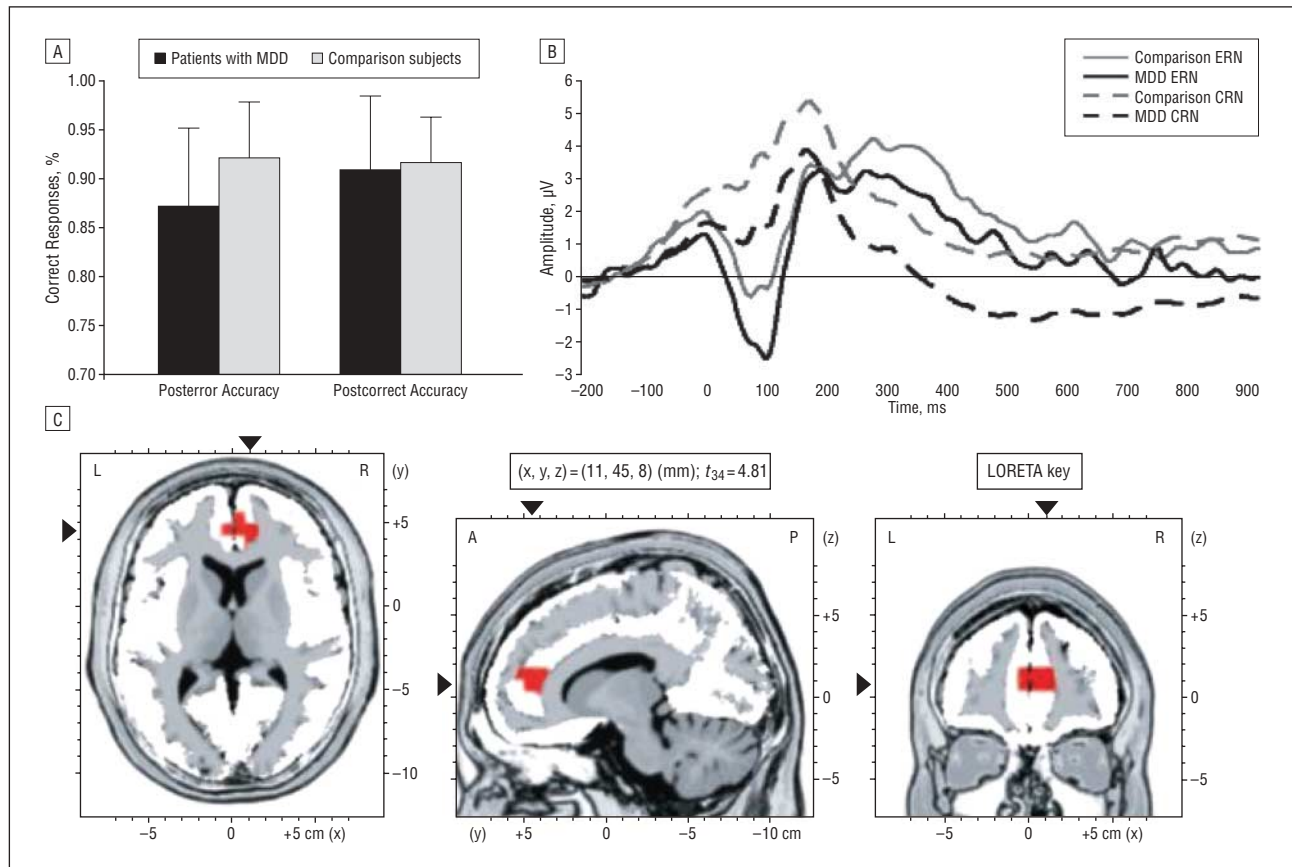 A
Patients with MDD Comparison subjects
Correct Responses, %
1.00
0.95
0.90
0.85
0.80
0.75
0.70
Posterror Accuracy Postcorrect Accuracy
B
Comparison ERN
MDD ERN
Comparison CRN
MDD CRN
Amplitude, µV
6
5
4
3
2
1
0
−1
−2
−3
−200 −100 0 100 200 300 400 500 600 700 800 900
Time, ms
C
L R (y)
+5
0
−5
−10
−5 0 +5 cm (x)
(x, y, z) = (11, 45, 8) (mm); t34 = 4.81
A P (z)
+5
0
−5
(y) +5 0 −5 −10 cm
LORETA key
L R (z)
+5
0
−5
−5 0 +5 cm (x)